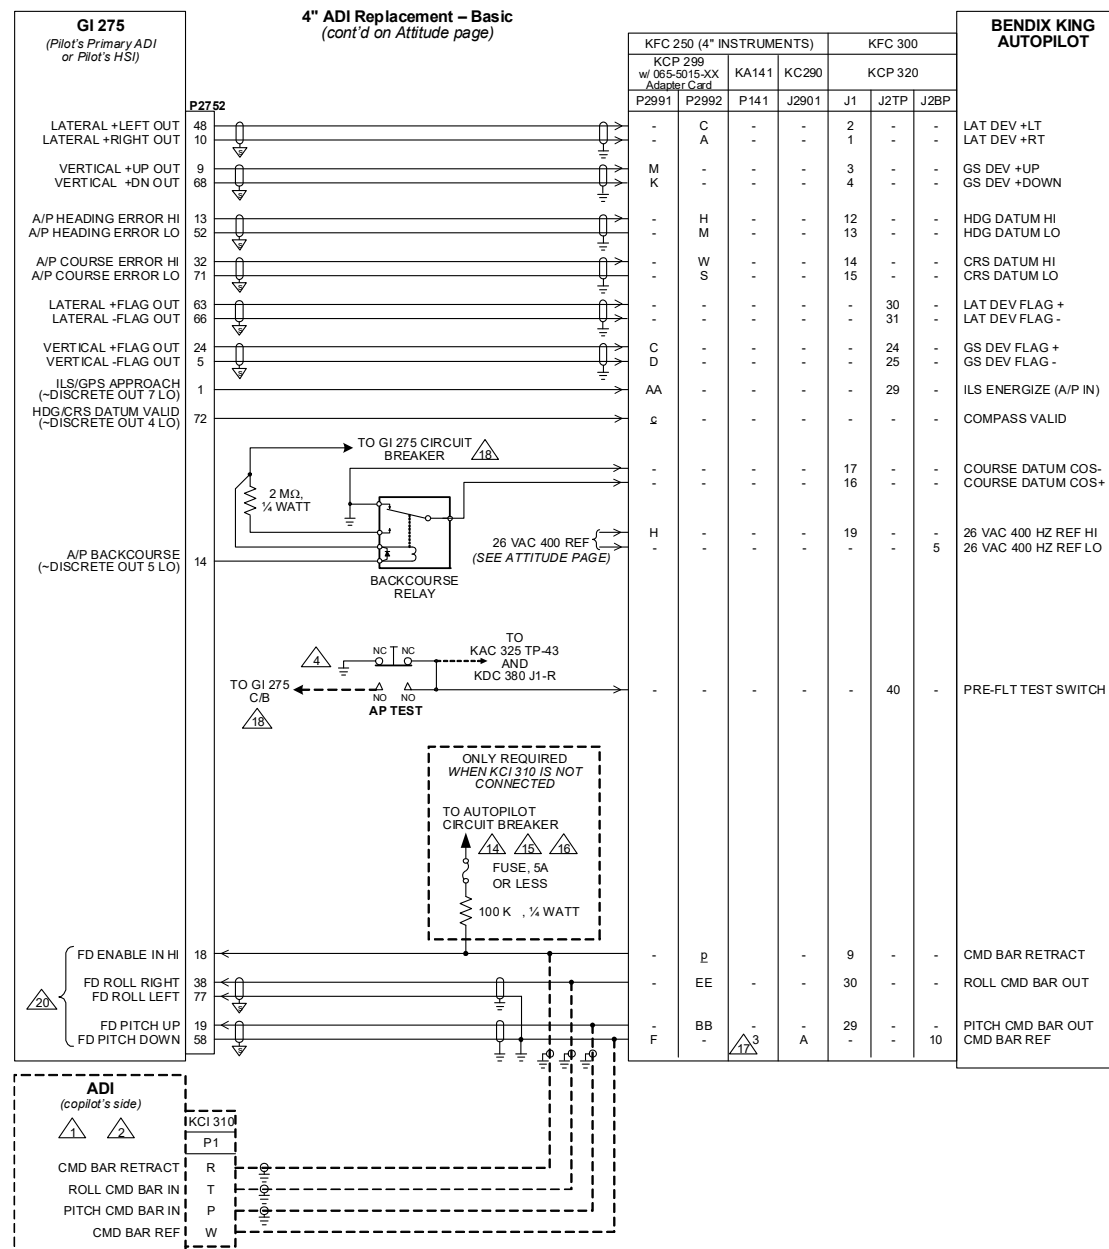 4" ADI Replacement – Basic
(cont'd on Attitude page)
GI 275
(Pilot's Primary ADI
or Pilot's HSI)
P2752
BENDIX KING
AUTOPILOT
KFC 250 (4" INSTRUMENTS) KFC 300
KCP 299
w/ 065-5015-XX
Adapter Card
KA141 KC290 KCP 320
P2991 P2992 P141 J2901 J1 J2TP J2BP
LATERAL +LEFT OUT 48 - C - - 2 - - LAT DEV +LT
LATERAL +RIGHT OUT 10 - A - - 1 - - LAT DEV +RT
VERTICAL +UP OUT 9 M - - - 3 - - GS DEV +UP
VERTICAL +DN OUT 68 K - - - 4 - - GS DEV +DOWN
A/P HEADING ERROR HI 13 - H - - 12 - - HDG DATUM HI
A/P HEADING ERROR LO 52 - M - - 13 - - HDG DATUM LO
A/P COURSE ERROR HI 32 - W - - 14 - - CRS DATUM HI
A/P COURSE ERROR LO 71 - S - - 15 - - CRS DATUM LO
LATERAL +FLAG OUT 63 - - - - - 30 - LAT DEV FLAG +
LATERAL -FLAG OUT 66 - - - - - 31 - LAT DEV FLAG -
VERTICAL +FLAG OUT 24 C - - - - 24 - GS DEV FLAG +
VERTICAL -FLAG OUT 5 D - - - - 25 - GS DEV FLAG -
ILS/GPS APPROACH
(~DISCRETE OUT 7 LO) 1 AA - - - - 29 - ILS ENERGIZE (A/P IN)
HDG/CRS DATUM VALID
(~DISCRETE OUT 4 LO) 72 c - - - - - - COMPASS VALID
TO GI 275 CIRCUIT
BREAKER 18
- - - - 17 - - COURSE DATUM COS-
- - - - 16 - - COURSE DATUM COS+
2 MΩ,
¼ WATT
26 VAC 400 REF
(SEE ATTITUDE PAGE)
H - - - 19 - - 26 VAC 400 HZ REF HI
- - - - - - 5 26 VAC 400 HZ REF LO
A/P BACKCOURSE
(~DISCRETE OUT 5 LO) 14
BACKCOURSE
RELAY
TO
KAC 325 TP-43
AND
KDC 380 J1-R
4 NC NC
TO GI 275
C/B
18
NO NO
AP TEST
- - - - - 40 - PRE-FLT TEST SWITCH
ONLY REQUIRED
WHEN KCI 310 IS NOT
CONNECTED
TO AUTOPILOT
CIRCUIT BREAKER
14 15 16
FUSE, 5A
OR LESS
100 K , ¼ WATT
20
FD ENABLE IN HI 18 - p - 9 - - CMD BAR RETRACT
FD ROLL RIGHT 38 - EE - - 30 - - ROLL CMD BAR OUT
FD ROLL LEFT 77
FD PITCH UP 19 - BB - - 29 - - PITCH CMD BAR OUT
FD PITCH DOWN 58 F - 17 3 A - - 10 CMD BAR REF
S S S S S S S S
ADI
(copilot's side)
1 2
KCI 310
P1
CMD BAR RETRACT R
ROLL CMD BAR IN T
PITCH CMD BAR IN P
CMD BAR REF W